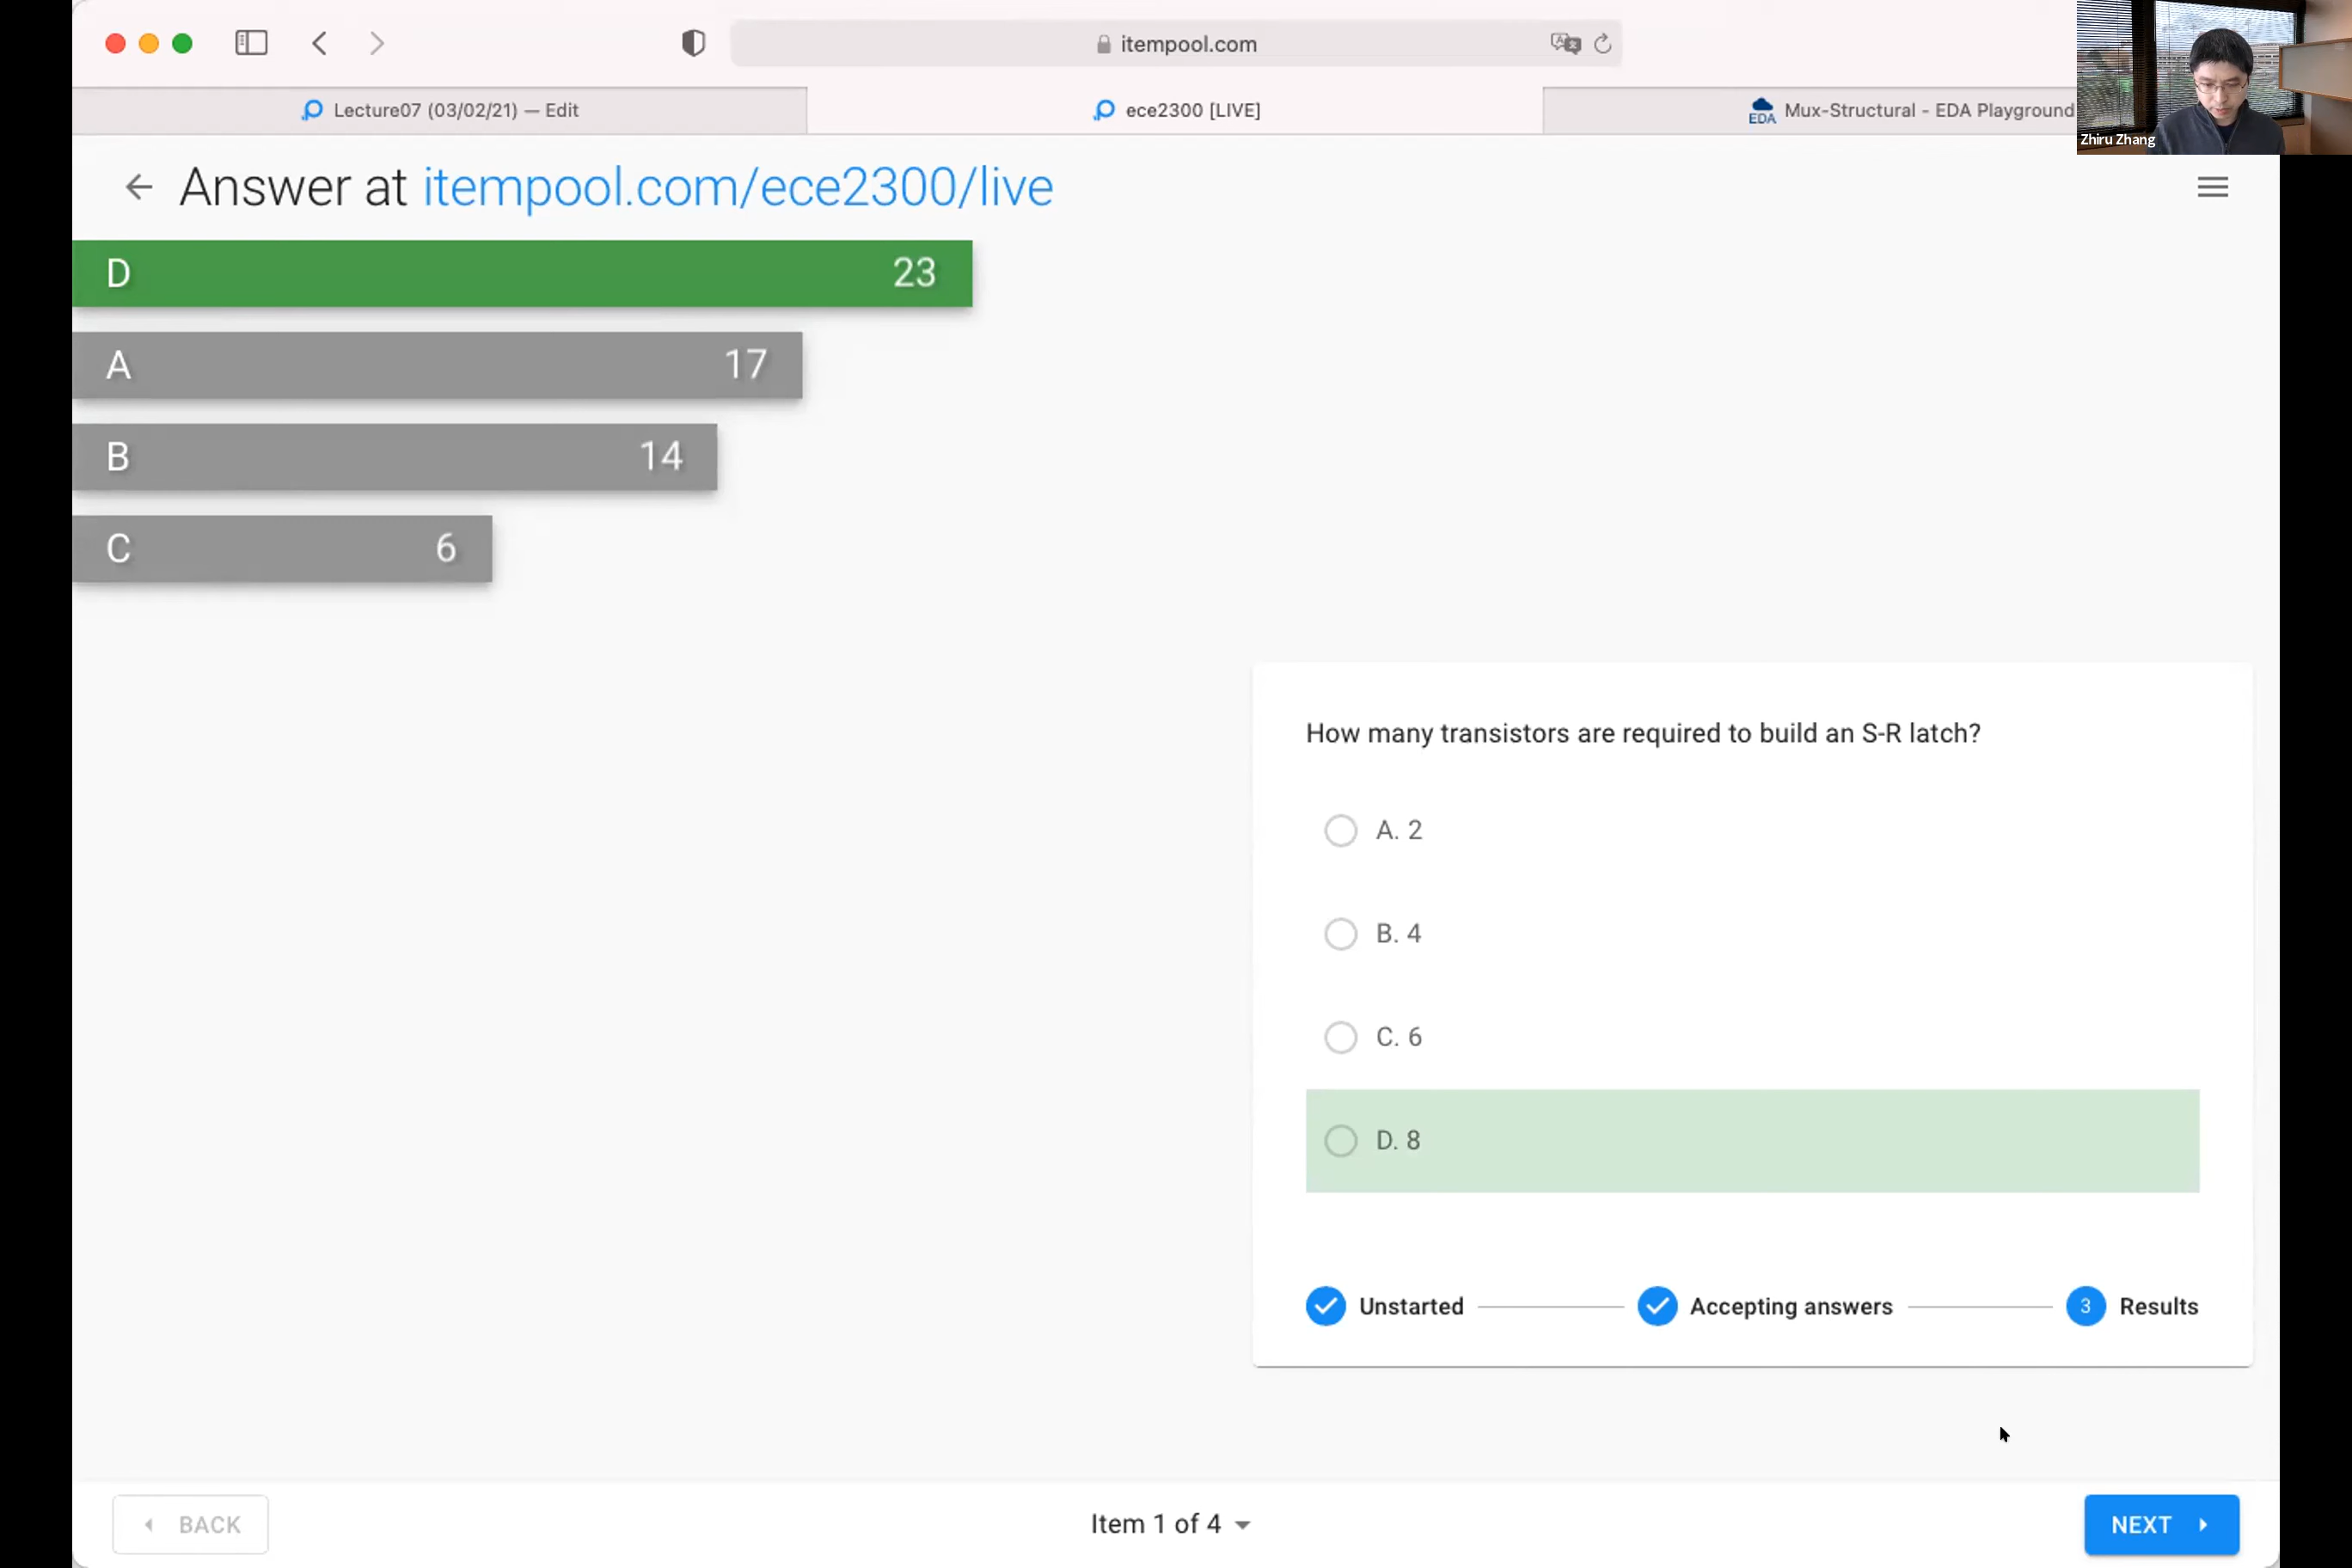 itempool.com
Lecture07 (03/02/21) — Edit
ece2300 [LIVE]
EDA Mux-Structural - EDA Playground
Zhiru Zhang
Answer at itempool.com/ece2300/live
D 23
A 17
B 14
C 6
How many transistors are required to build an S-R latch?
A. 2
B. 4
C. 6
D. 8
Unstarted
Accepting answers
3 Results
BACK
Item 1 of 4
NEXT